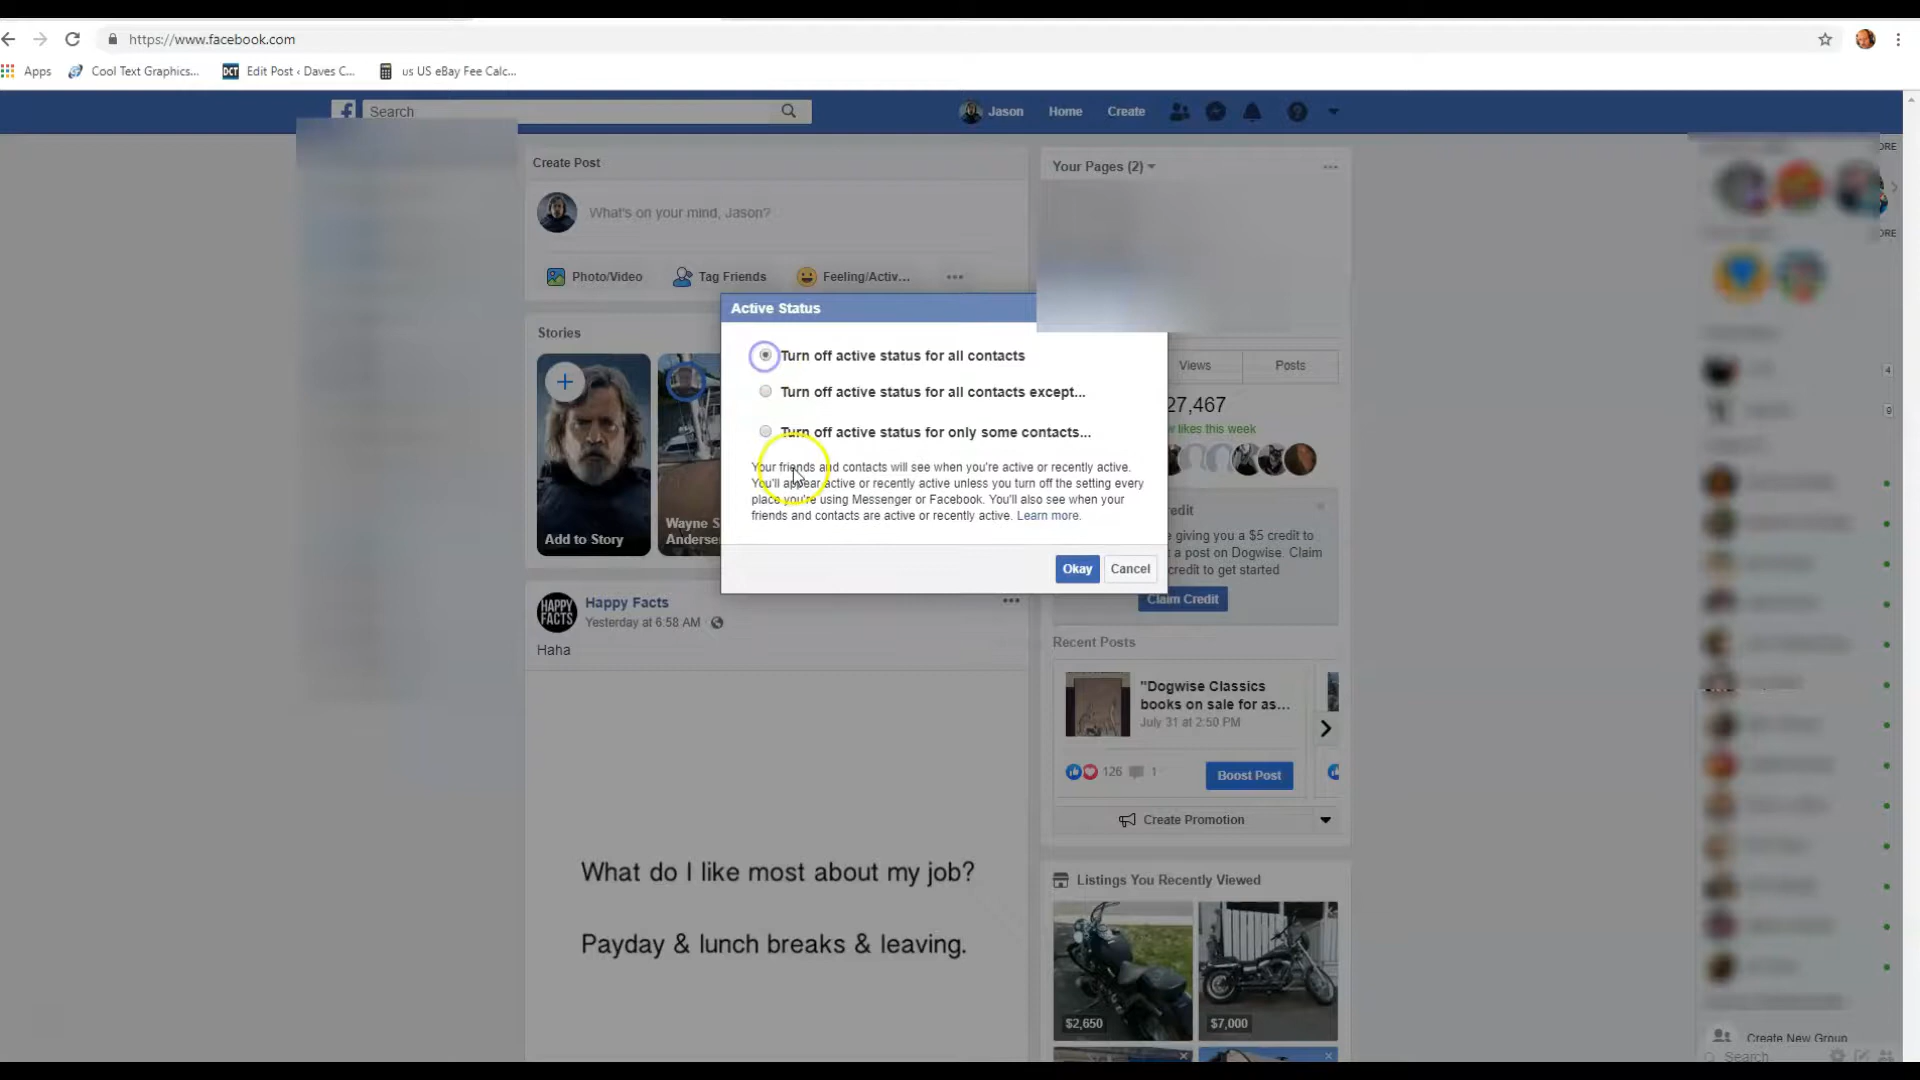 https://www.facebook.com
Apps
Cool Text Graphics...
DCT
Edit Post ‹ Daves C...
us US eBay Fee Calc...
Search
Jason
Home
Create
Create Post
What's on your mind, Jason?
Photo/Video
Tag Friends
Feeling/Activ...
Your Pages (2)
Stories
Add to Story
Wayne S
Anderse
Active Status
Turn off active status for all contacts
Turn off active status for all contacts except...
Turn off active status for only some contacts...
Your friends and contacts will see when you're active or recently active.
You'll appear active or recently active unless you turn off the setting every
place you're using Messenger or Facebook. You'll also see when your
friends and contacts are active or recently active. Learn more.
Okay
Cancel
Views
Posts
27,467
likes this week
edit
giving you a $5 credit to
a post on Dogwise. Claim
credit to get started
Claim Credit
Recent Posts
"Dogwise Classics
books on sale for as...
July 31 at 2:50 PM
126
1
Boost Post
Create Promotion
Listings You Recently Viewed
$2,650
$7,000
HAPPY
FACTS
Happy Facts
Yesterday at 6:58 AM
Haha
What do I like most about my job?
Payday & lunch breaks & leaving.
ORE
ORE
4
9
Create New Group
Search